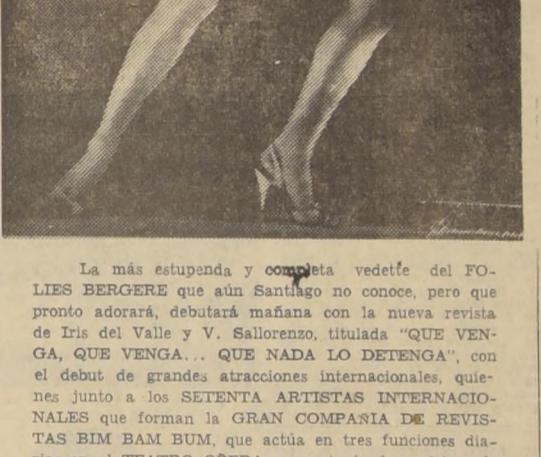 La más estupenda y completa vedette del FO-
LIES BERGERE que aún Santiago no conoce, pero que
pronto adorará, debutará mañana con la nueva revista
de Iris del Valle y V. Sallorenzo, titulada "QUE VEN-
GA, QUE VENGA... QUE NADA LO DETENGA", con
el debut de grandes atracciones internacionales, quie-
nes junto a los SETENTA ARTISTAS INTERNACIO-
NALES que forman la GRAN COMPAÑIA DE REVIS-
TAS BIM BAM BUM, que actúa en tres funciones dia-